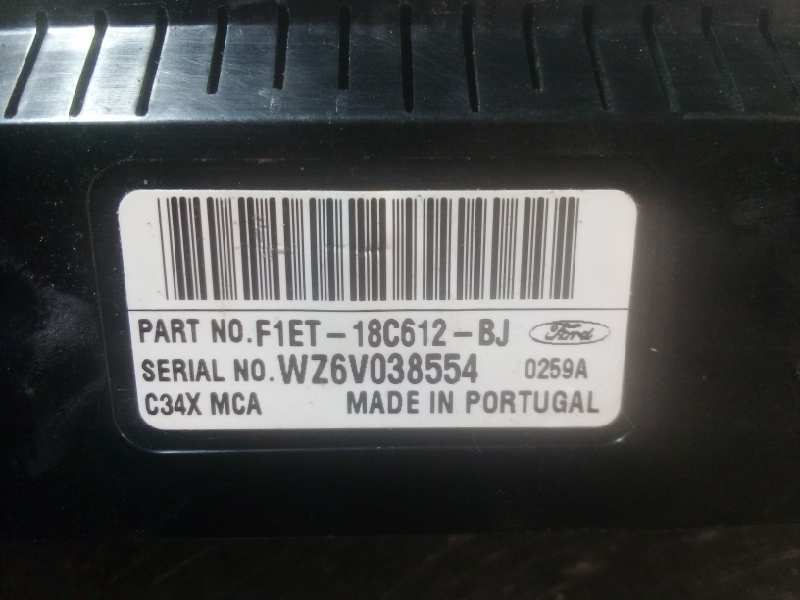 PART NO. F1ET-18C612-BJ Ford
SERIAL NO. WZ6V038554 0259A
C34X MCA MADE IN PORTUGAL